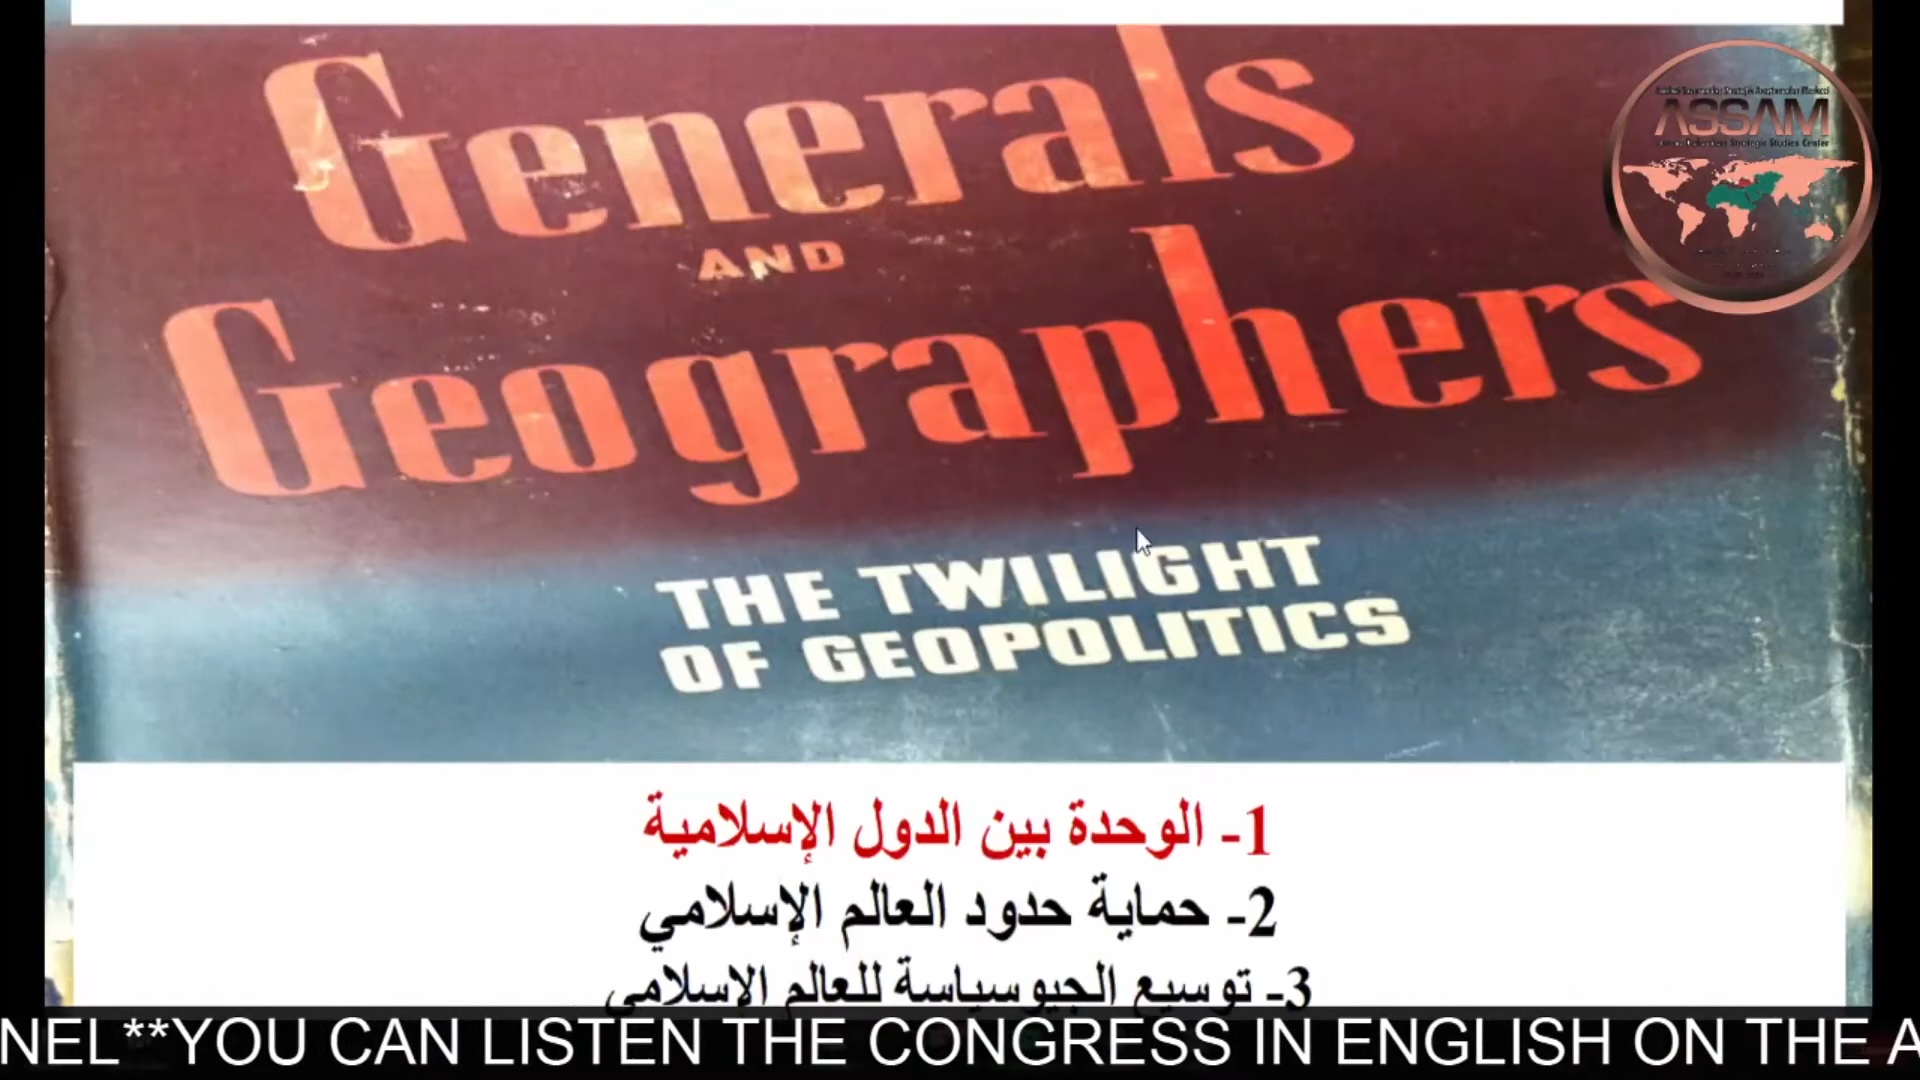 Generals
AND
Geographers
THE TWILIGHT
OF GEOPOLITICS
ASSAM
1- الوحدة بين الدول الإسلامية
2- حماية حدود العالم الإسلامي
3- توسيع الجيوسياسة للعالم الإسلامي
NEL**YOU CAN LISTEN THE CONGRESS IN ENGLISH ON THE A